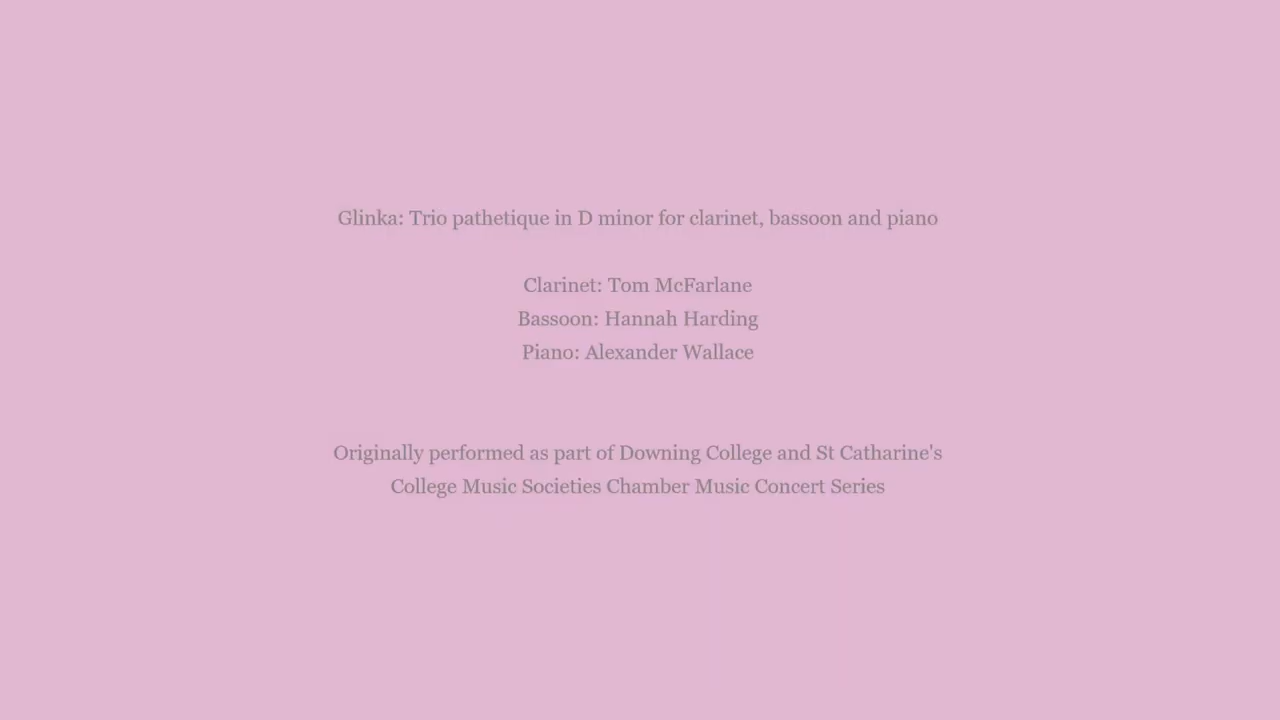 Glinka: Trio pathetique in D minor for clarinet, bassoon and piano
Clarinet: Tom McFarlane
Bassoon: Hannah Harding
Piano: Alexander Wallace
Originally performed as part of Downing College and St Catharine's
College Music Societies Chamber Music Concert Series